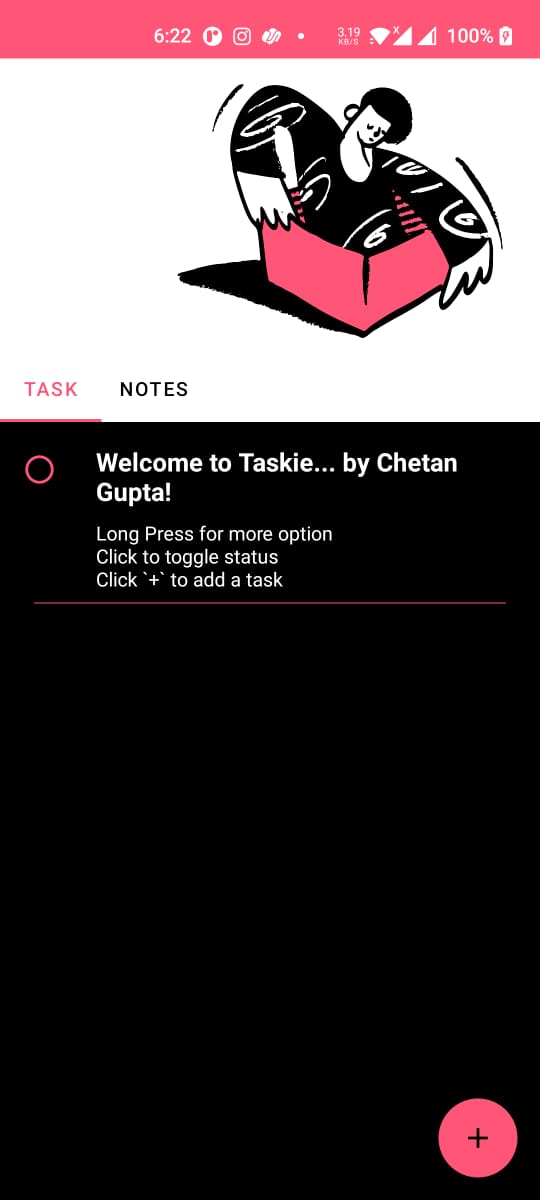 6:22 3.19 KB/S 100%
TASK NOTES
Welcome to Taskie... by Chetan
Gupta!
Long Press for more option
Click to toggle status
Click `+` to add a task
+